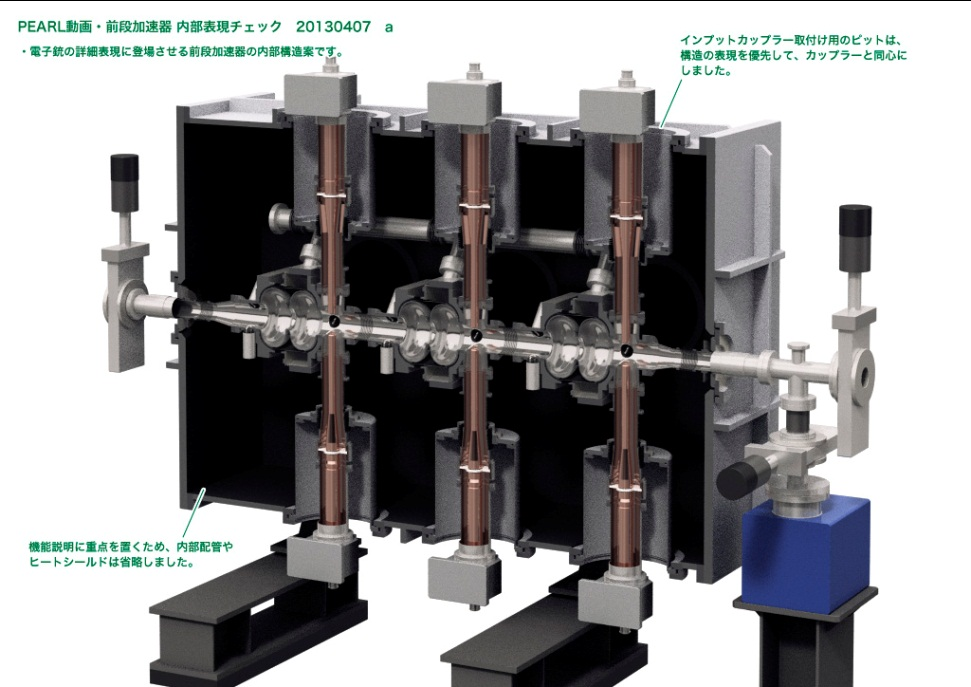 PEARL動画・前段加速器 内部表現チェック　20130407　a
・電子銃の詳細表現に登場させる前段加速器の内部構造案です。
インプットカップラー取付け用のピットは、
構造の表現を優先して、カップラーと同心に
しました。
機能説明に重点を置くため、内部配管や
ヒートシールドは省略しました。